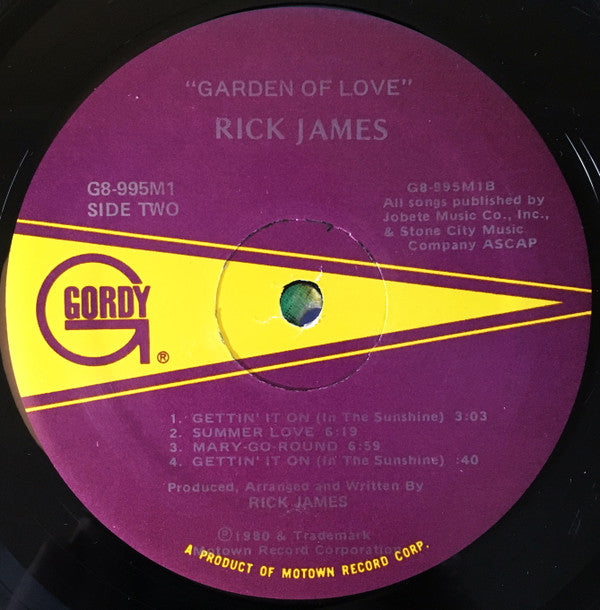 "GARDEN OF LOVE"
RICK JAMES
G8-995M1
SIDE TWO
G8-995M1B
All songs published by
Jobete Music Co., Inc.,
& Stone City Music
Company ASCAP
GORDY
®
1. GETTIN' IT ON (In The Sunshine) 3:03
2. SUMMER LOVE 6:19
3. MARY-GO-ROUND 6:59
4. GETTIN' IT ON (In The Sunshine) :40
Produced, Arranged and Written By
RICK JAMES
℗1980 & Trademark
Motown Record Corporation
A PRODUCT OF MOTOWN RECORD CORP.